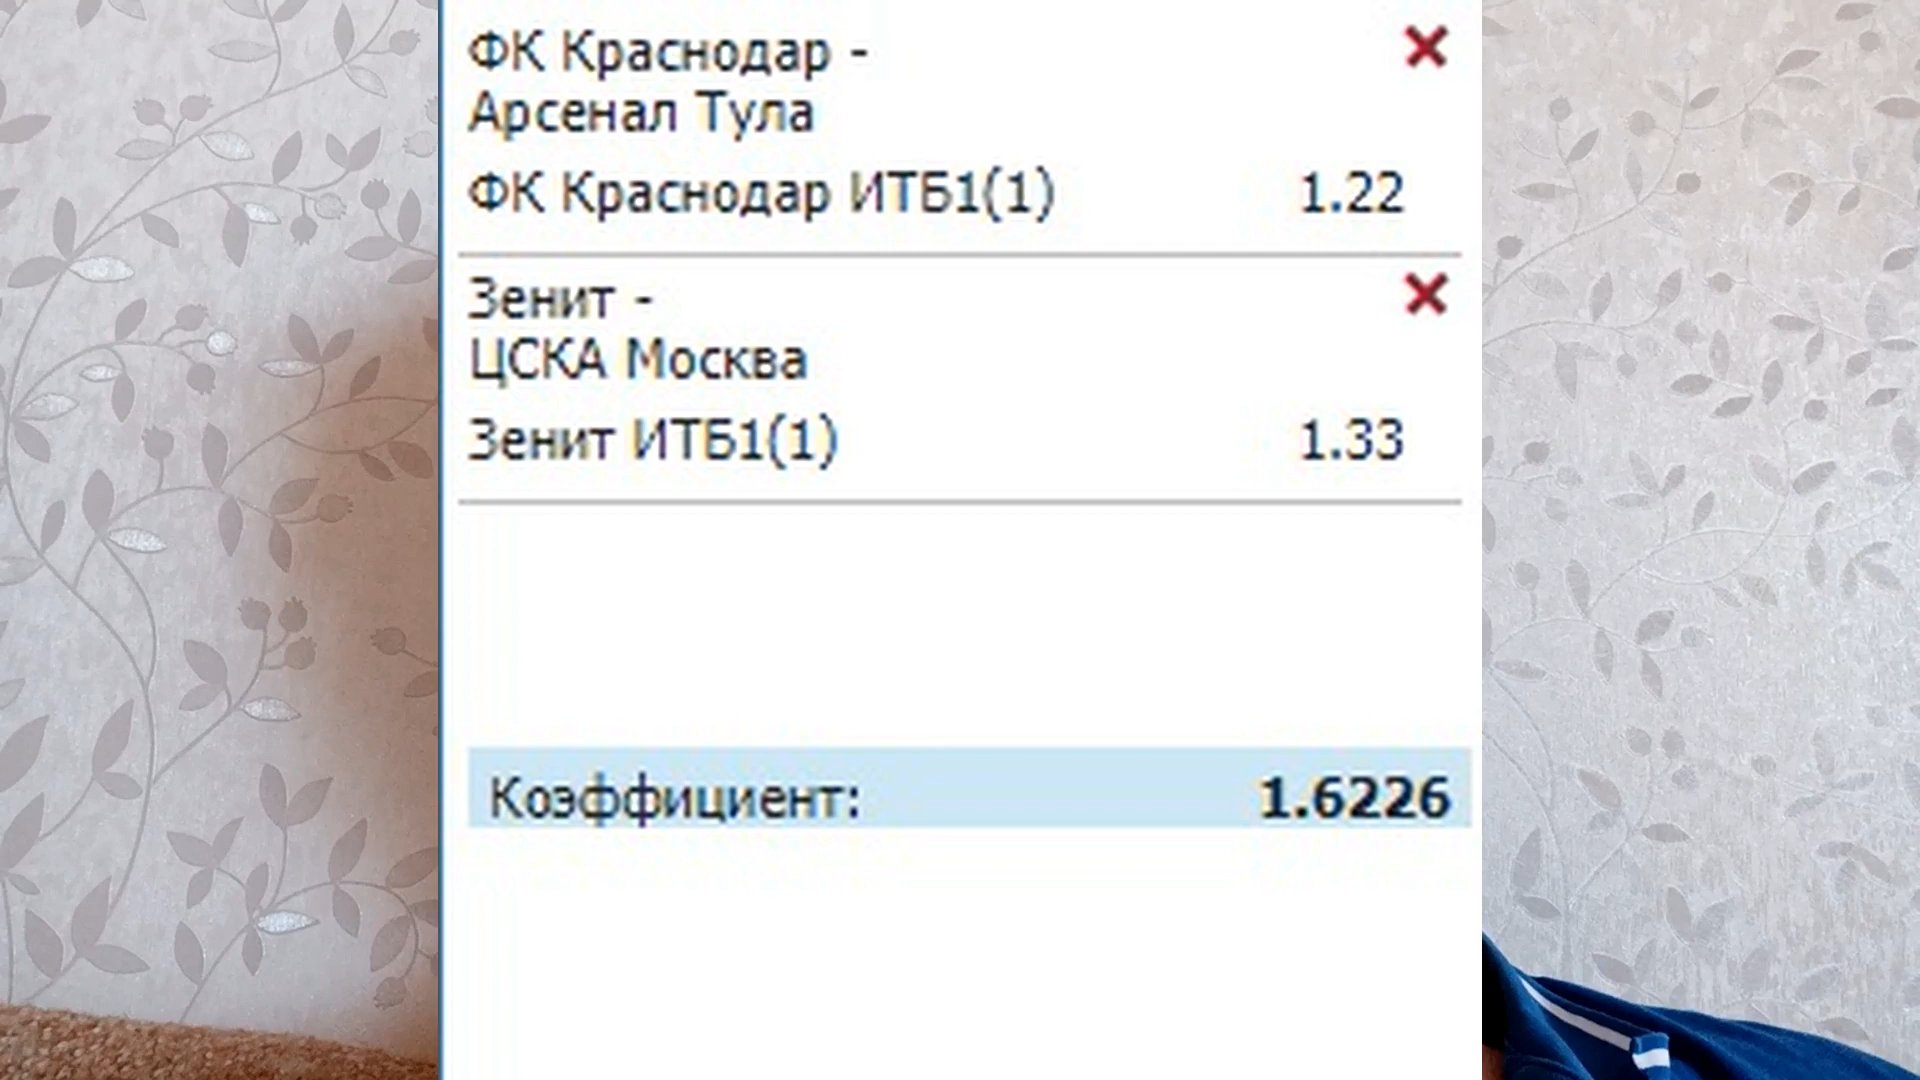 ФК Краснодар -
Арсенал Тула
ФК Краснодар ИТБ1(1) 1.22
Зенит -
ЦСКА Москва
Зенит ИТБ1(1) 1.33
Коэффициент: 1.6226